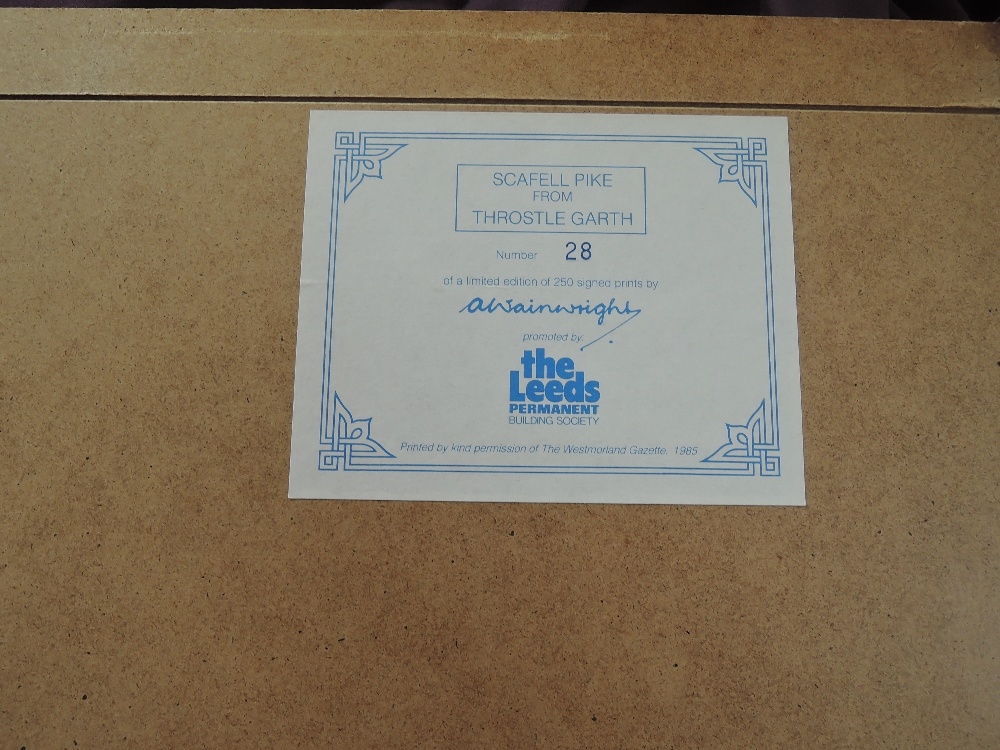 SCAFELL PIKE
FROM
THROSTLE GARTH
Number 28
of a limited edition of 250 signed prints by
aWainwright
promoted by:
the
Leeds
PERMANENT
BUILDING SOCIETY
Printed by kind permission of The Westmorland Gazette. 1985